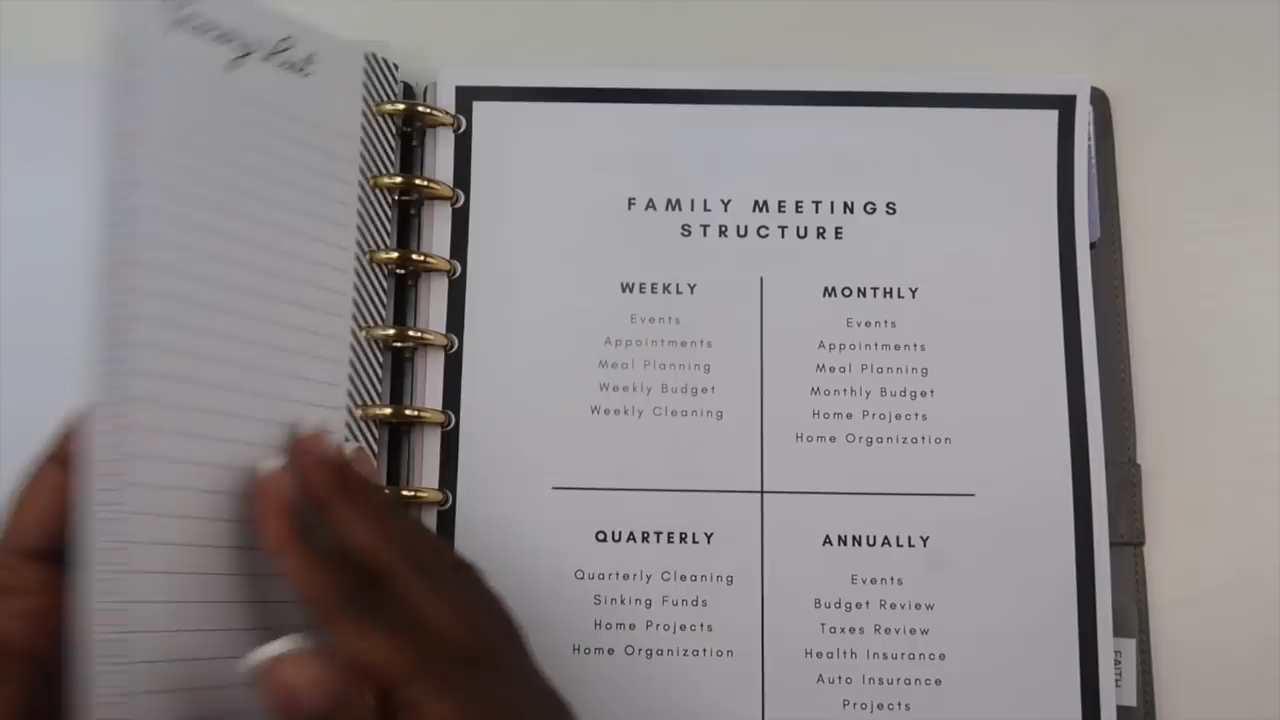 FAMILY MEETINGS
STRUCTURE
WEEKLY
Events
Appointments
Meal Planning
Weekly Budget
Weekly Cleaning
MONTHLY
Events
Appointments
Meal Planning
Monthly Budget
Home Projects
Home Organization
QUARTERLY
Quarterly Cleaning
Sinking Funds
Home Projects
Home Organization
ANNUALLY
Events
Budget Review
Taxes Review
Health Insurance
Auto Insurance
Projects
FAITH